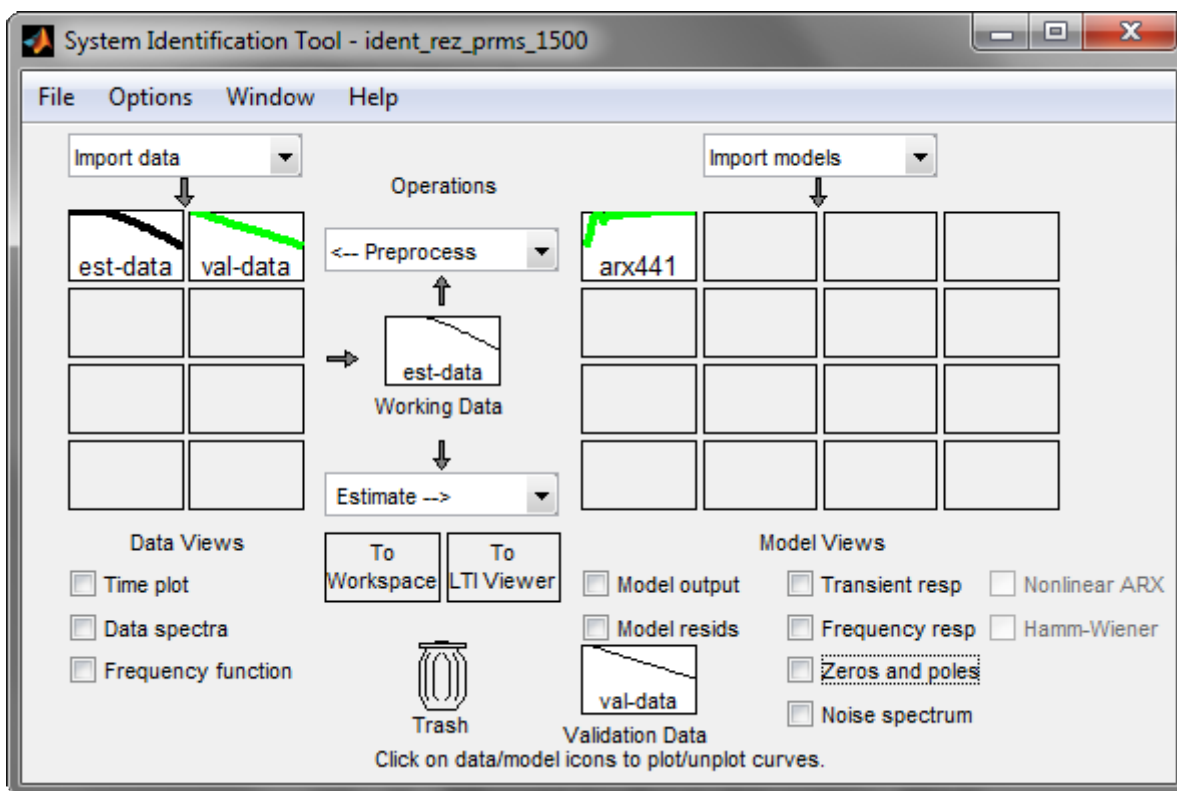 System Identification Tool - ident_rez_prms_1500
File Options Window Help
Import data
Import models
Operations
est-data val-data
<-- Preprocess
arx441
est-data
Working Data
Estimate -->
Data Views
To Workspace
To LTI Viewer
Model Views
Time plot
Data spectra
Frequency function
Model output
Model resids
Transient resp
Frequency resp
Zeros and poles
Noise spectrum
Nonlinear ARX
Hamm-Wiener
Trash
val-data
Validation Data
Click on data/model icons to plot/unplot curves.